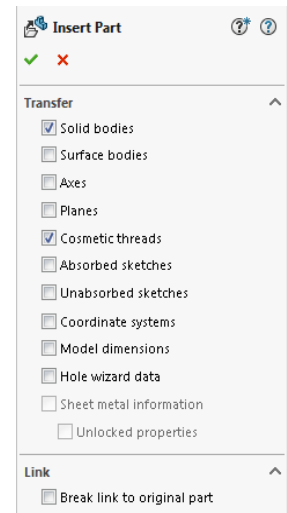 Insert Part
Transfer
Solid bodies
Surface bodies
Axes
Planes
Cosmetic threads
Absorbed sketches
Unabsorbed sketches
Coordinate systems
Model dimensions
Hole wizard data
Sheet metal information
Unlocked properties
Link
Break link to original part